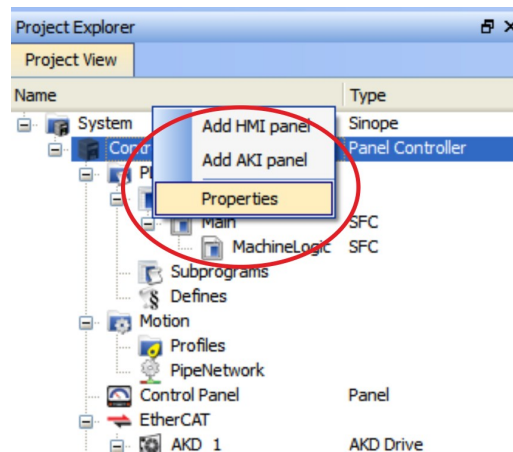 Project Explorer
Project View
Name Type
System Sinope
Add HMI panel
Contr Panel Controller
Add AKI panel
Properties
Main SFC
MachineLogic SFC
Subprograms
Defines
Motion
Profiles
PipeNetwork
Control Panel Panel
EtherCAT
AKD_1 AKD Drive